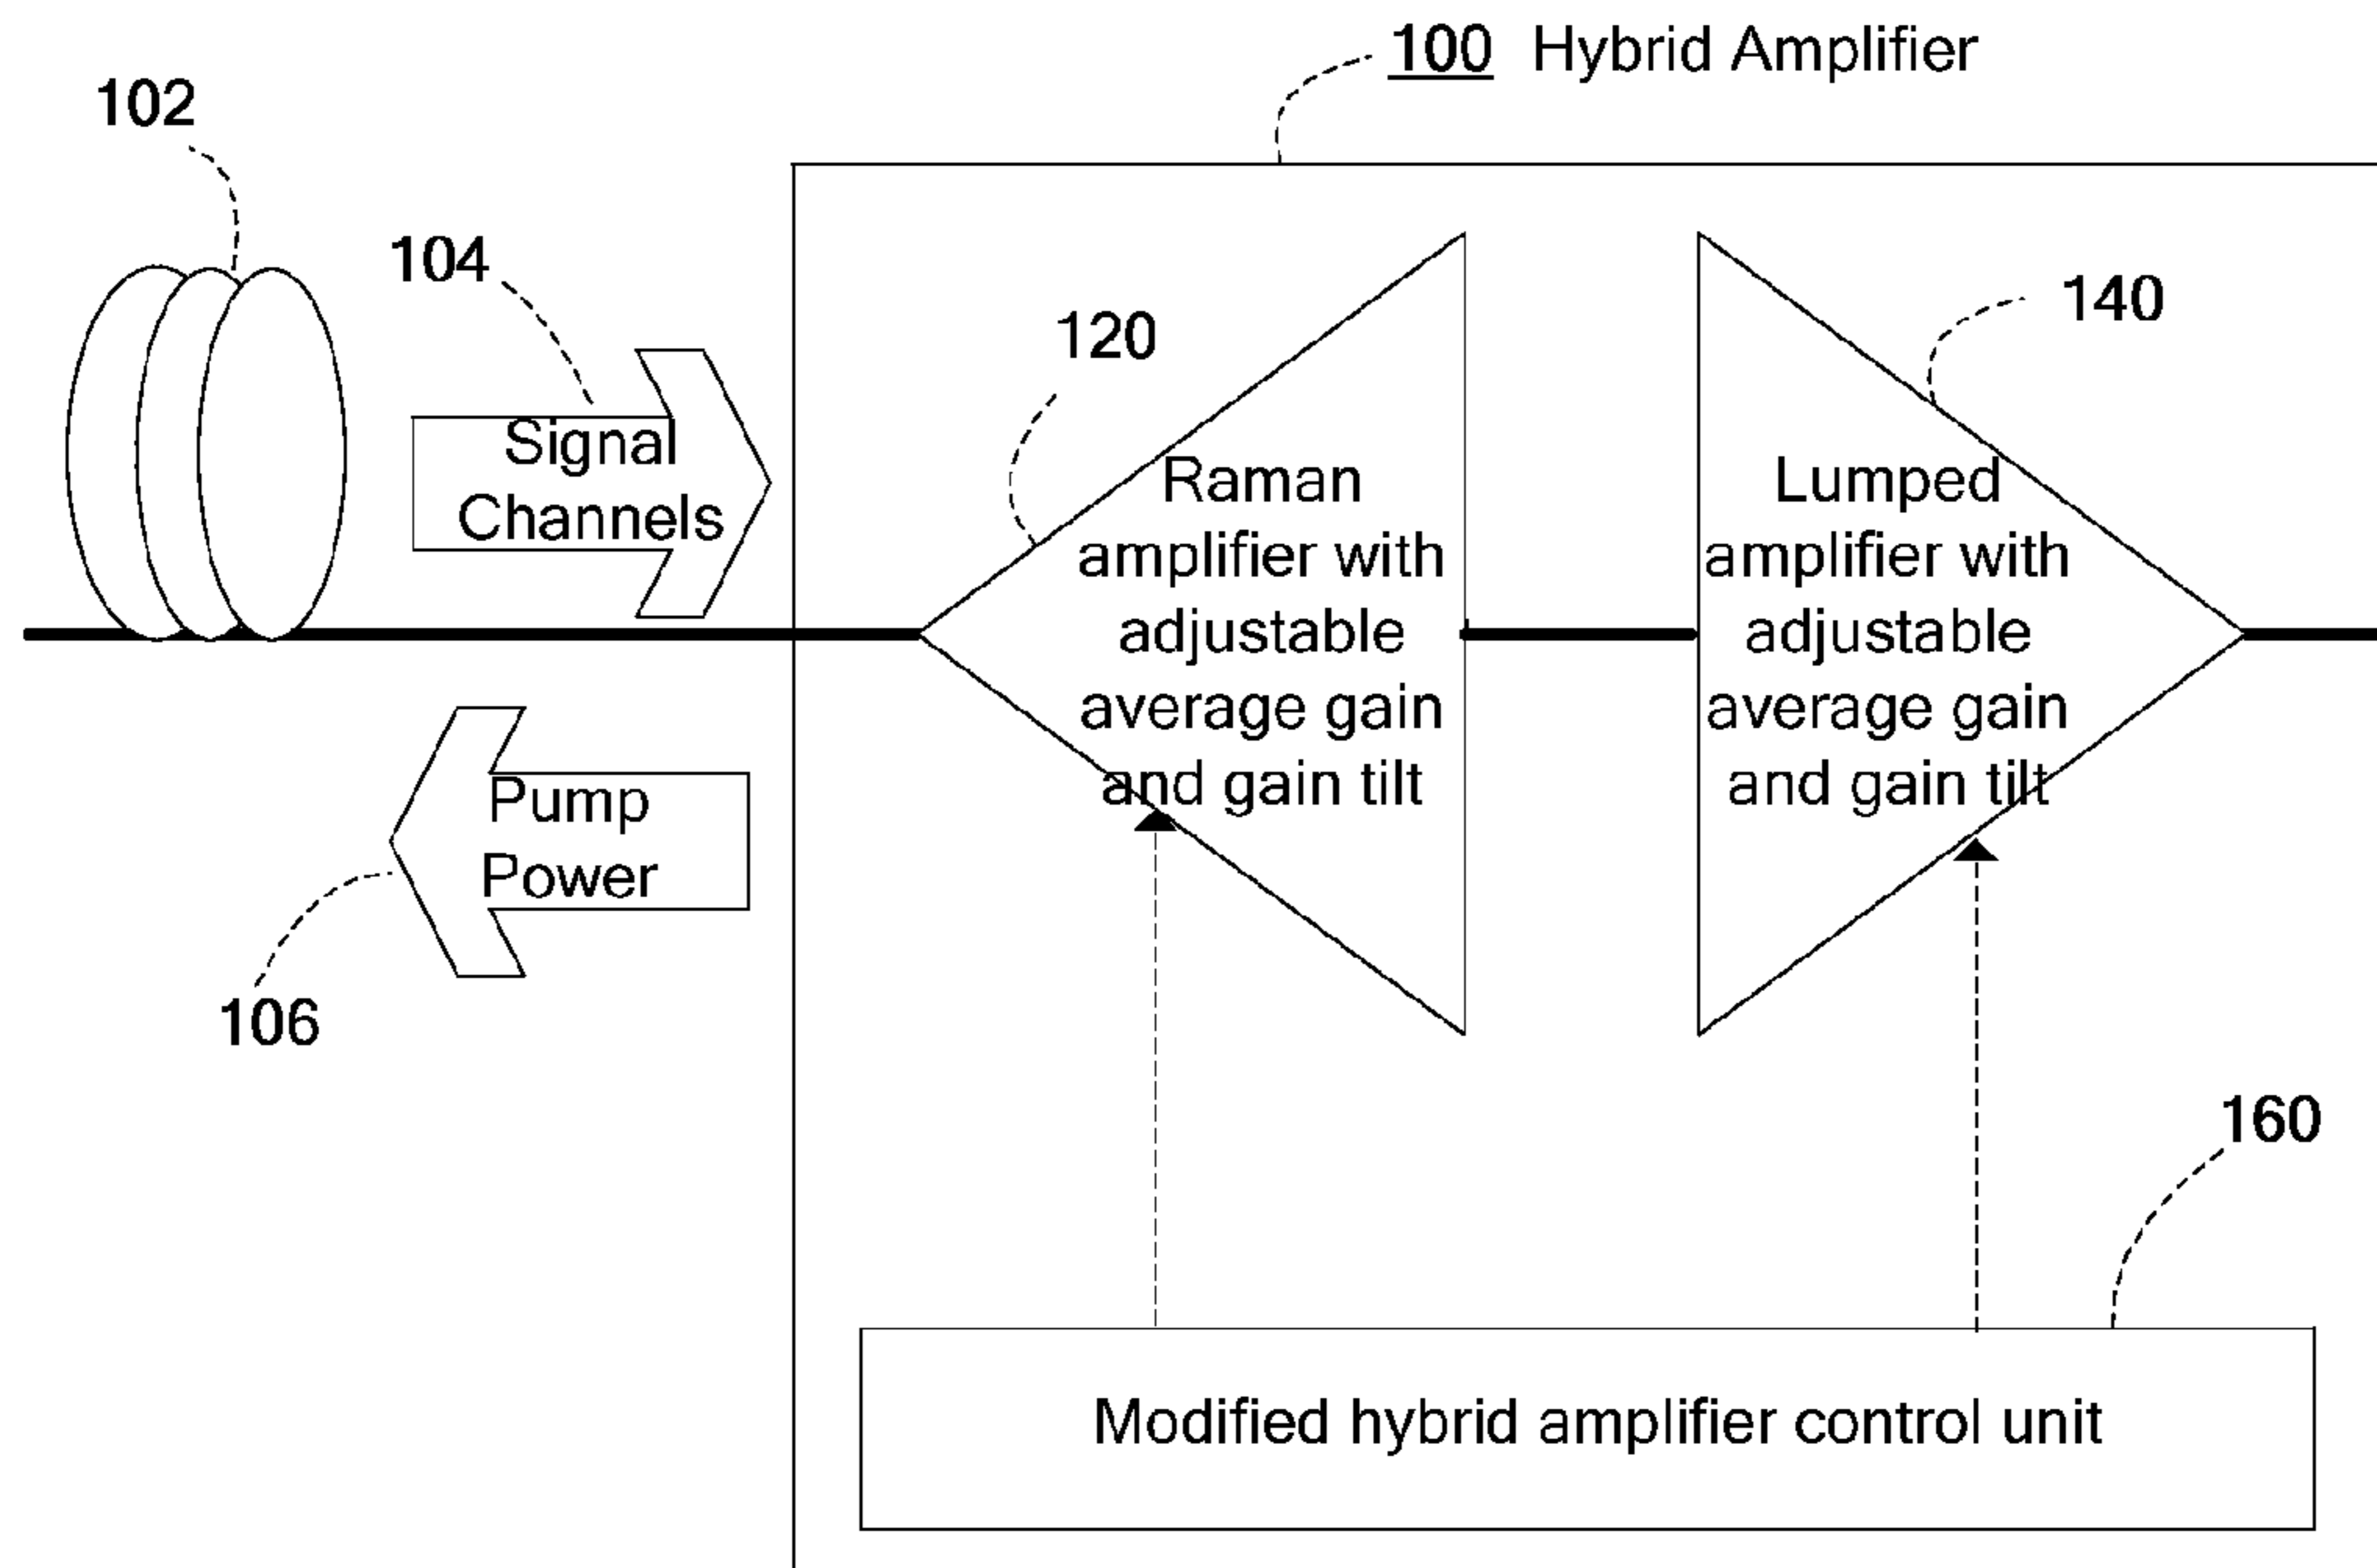 100 Hybrid Amplifier
102
104
Signal
Channels
120
140
Raman
amplifier with
adjustable
average gain
and gain tilt
Lumped
amplifier with
adjustable
average gain
and gain tilt
Pump
Power
106
160
Modified hybrid amplifier control unit